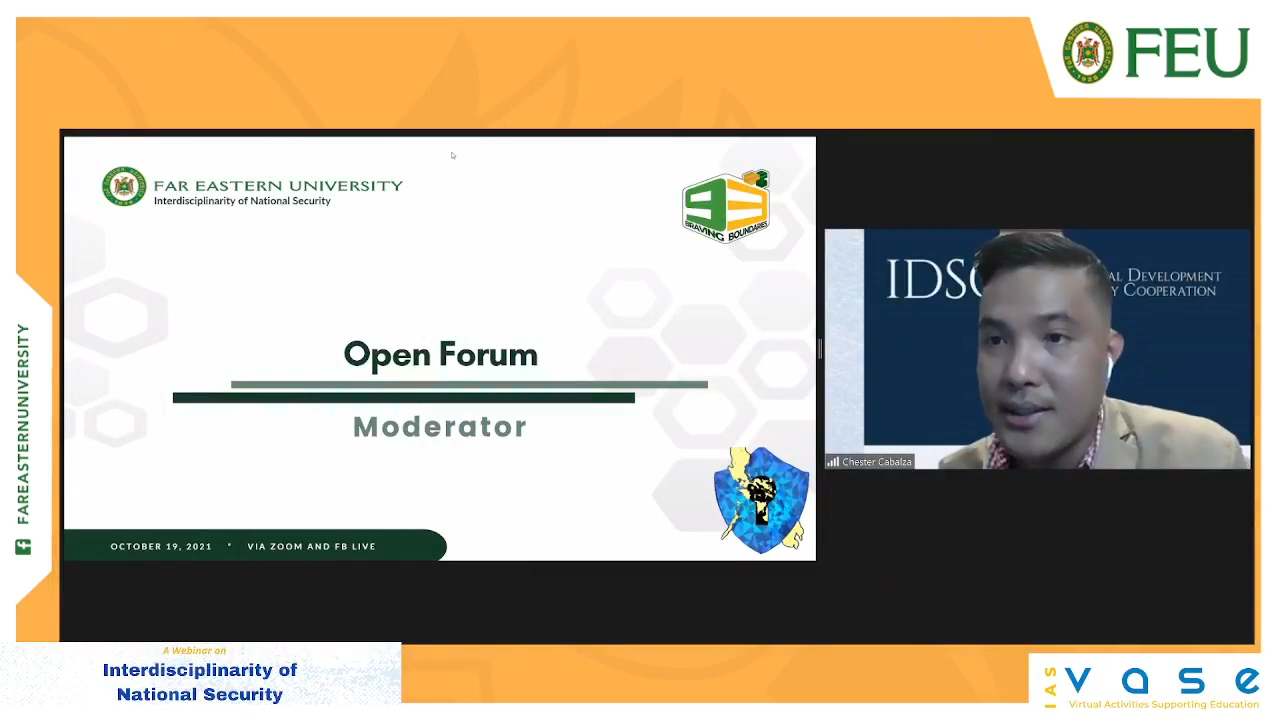 FEU
FAR EASTERN UNIVERSITY
Interdisciplinarity of National Security
BRAVING BOUNDARIES
Open Forum
Moderator
OCTOBER 19, 2021 * VIA ZOOM AND FB LIVE
IDSC
AL DEVELOPMENT
Y COOPERATION
Chester Cabalza
FAREASTERNUNIVERSITY
A Webinar on
Interdisciplinarity of
National Security
IAS
vase
Virtual Activities Supporting Education